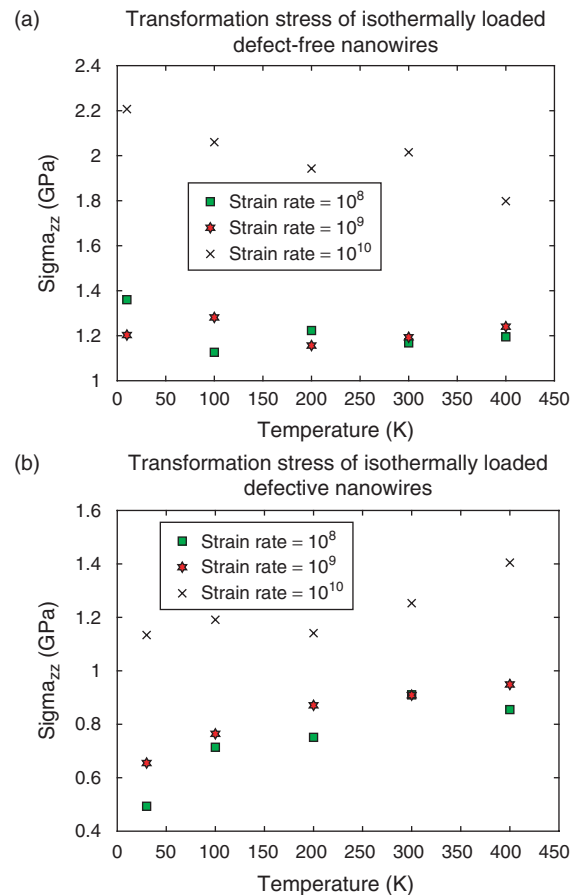 (a)
Transformation stress of isothermally loaded
defect-free nanowires
2.4
2.2
2
1.8
1.6
1.4
1.2
1
Sigma_zz (GPa)
Strain rate = 10^8
Strain rate = 10^9
Strain rate = 10^10
0 50 100 150 200 250 300 350 400 450
Temperature (K)
(b)
Transformation stress of isothermally loaded
defective nanowires
1.6
1.4
1.2
1
0.8
0.6
0.4
Sigma_zz (GPa)
Strain rate = 10^8
Strain rate = 10^9
Strain rate = 10^10
0 50 100 150 200 250 300 350 400 450
Temperature (K)